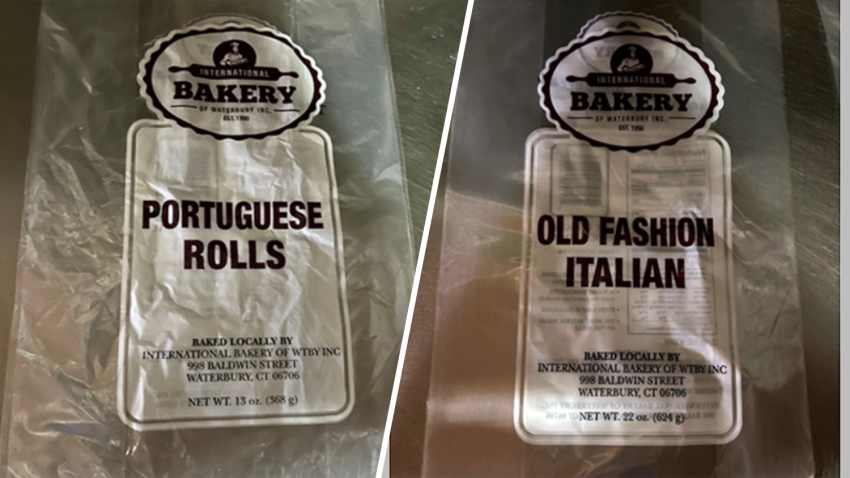 INTERNATIONAL
BAKERY
OF WATERBURY INC.
EST. 1990
PORTUGUESE
ROLLS
BAKED LOCALLY BY
INTERNATIONAL BAKERY OF WTBY INC
998 BALDWIN STREET
WATERBURY, CT 06706
NET WT. 13 oz. (368 g)
INTERNATIONAL
BAKERY
OF WATERBURY INC.
EST. 1990
OLD FASHION
ITALIAN
BAKED LOCALLY BY
INTERNATIONAL BAKERY OF WTBY INC
998 BALDWIN STREET
WATERBURY, CT 06706
NET WT. 22 oz. (624 g)